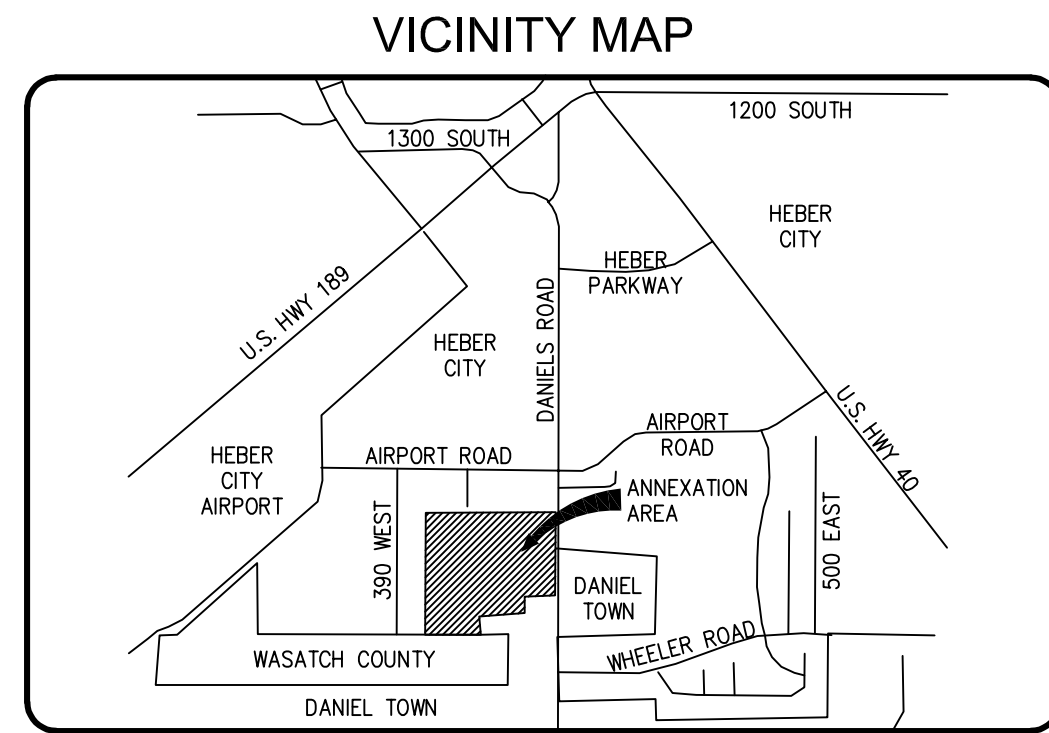 VICINITY MAP
1200 SOUTH
1300 SOUTH
HEBER
CITY
HEBER
PARKWAY
U.S. HWY 189
DANIELS ROAD
HEBER
CITY
U.S. HWY 40
AIRPORT
ROAD
AIRPORT ROAD
HEBER
CITY
AIRPORT
ANNEXATION
AREA
390 WEST
500 EAST
DANIEL
TOWN
WHEELER ROAD
WASATCH COUNTY
DANIEL TOWN